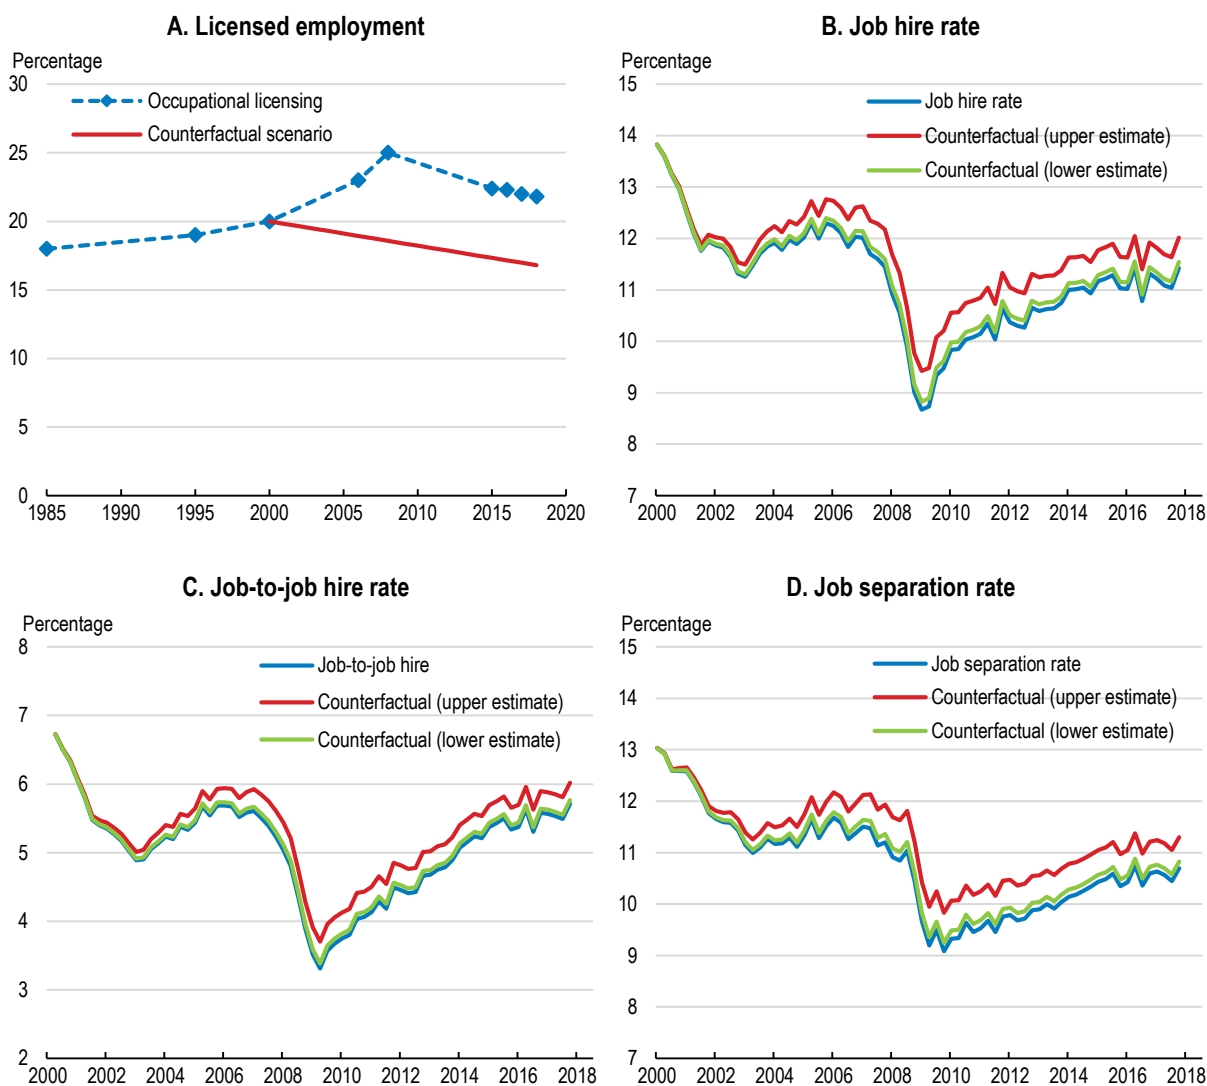 A. Licensed employment
Percentage
30
25
20
15
10
5
0
Occupational licensing
Counterfactual scenario
1985 1990 1995 2000 2005 2010 2015 2020
B. Job hire rate
Percentage
15
14
13
12
11
10
9
8
7
Job hire rate
Counterfactual (upper estimate)
Counterfactual (lower estimate)
2000 2002 2004 2006 2008 2010 2012 2014 2016 2018
C. Job-to-job hire rate
Percentage
8
7
6
5
4
3
2
Job-to-job hire
Counterfactual (upper estimate)
Counterfactual (lower estimate)
2000 2002 2004 2006 2008 2010 2012 2014 2016 2018
D. Job separation rate
Percentage
15
14
13
12
11
10
9
8
7
Job separation rate
Counterfactual (upper estimate)
Counterfactual (lower estimate)
2000 2002 2004 2006 2008 2010 2012 2014 2016 2018